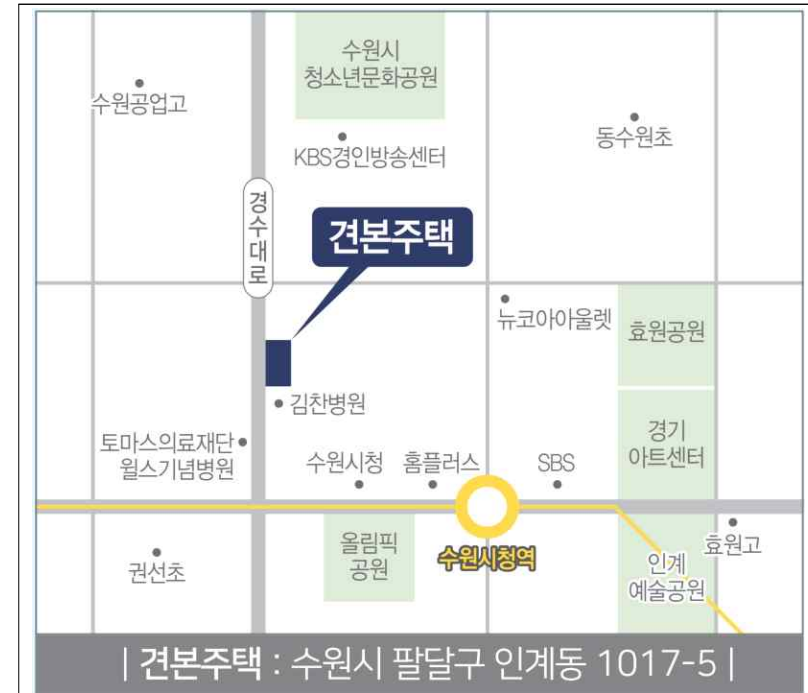 수원시
청소년문화공원
수원공업고
KBS경인방송센터
동수원초
경수대로
견본주택
뉴코아아울렛
효원공원
김찬병원
경기
아트센터
토마스의료재단
윌스기념병원
수원시청
홈플러스
SBS
올림픽
공원
수원시청역
권선초
인계
예술공원
효원고
| 견본주택 : 수원시 팔달구 인계동 1017-5 |